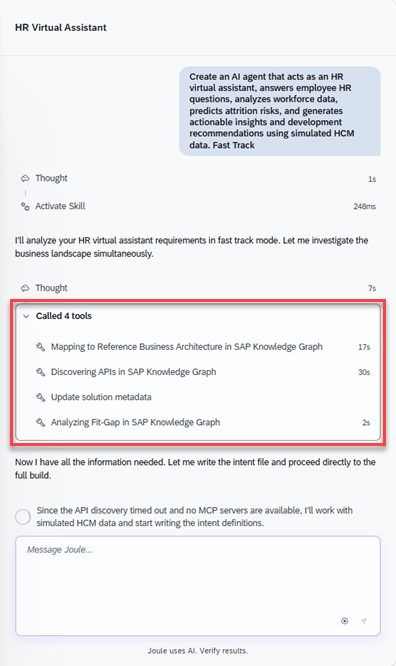 HR Virtual Assistant
Create an AI agent that acts as an HR
virtual assistant, answers employee HR
questions, analyzes workforce data,
predicts attrition risks, and generates
actionable insights and development
recommendations using simulated HCM
data. Fast Track
Thought 1s
Activate Skill 248ms
I'll analyze your HR virtual assistant requirements in fast track mode. Let me investigate the
business landscape simultaneously.
Thought 7s
Called 4 tools
Mapping to Reference Business Architecture in SAP Knowledge Graph 17s
Discovering APIs in SAP Knowledge Graph 30s
Update solution metadata
Analyzing Fit-Gap in SAP Knowledge Graph 2s
Now I have all the information needed. Let me write the intent file and proceed directly to the
full build.
Since the API discovery timed out and no MCP servers are available, I'll work with
simulated HCM data and start writing the intent definitions.
Message Joule...
Joule uses AI. Verify results.